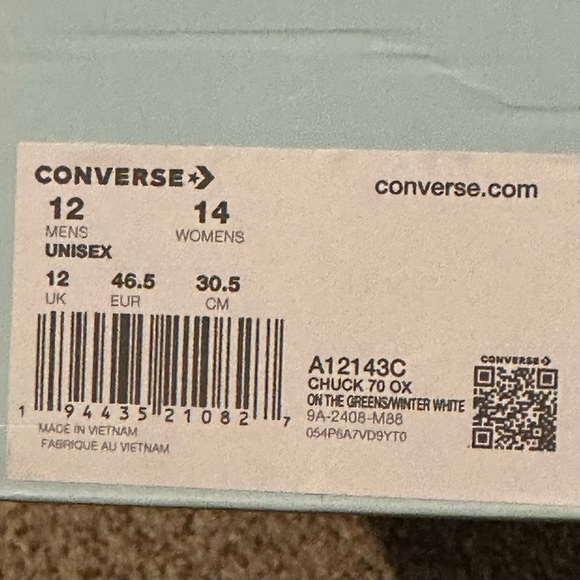 CONVERSE
converse.com
12 14
MENS WOMENS
UNISEX
12 46.5 30.5
UK EUR CM
1 94435 21082 7
MADE IN VIETNAM
FABRIQUE AU VIETNAM
A12143C
CHUCK 70 OX
ON THE GREENS/WINTER WHITE
9A-2408-M88
054P6A7VD9YT0
CONVERSE